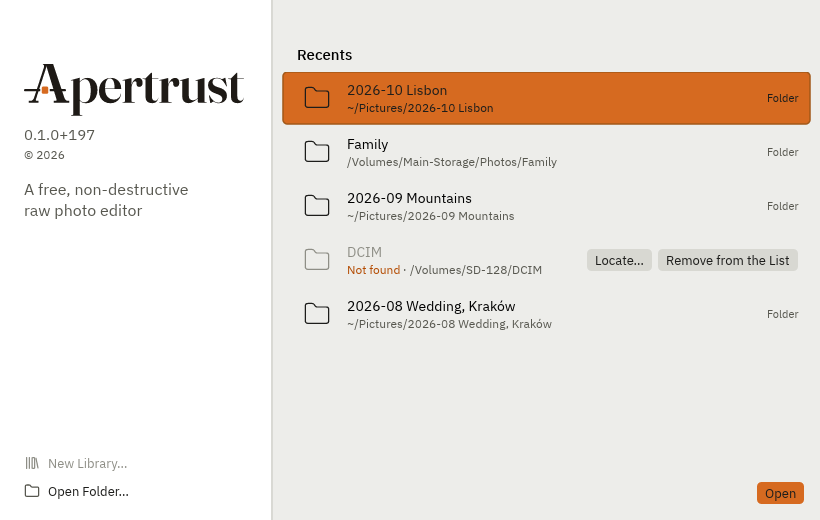 Apertrust
0.1.0+197
© 2026
A free, non-destructive
raw photo editor
New Library...
Open Folder...
Recents
2026-10 Lisbon
~/Pictures/2026-10 Lisbon
Folder
Family
/Volumes/Main-Storage/Photos/Family
Folder
2026-09 Mountains
~/Pictures/2026-09 Mountains
Folder
DCIM
Not found · /Volumes/SD-128/DCIM
Locate...
Remove from the List
2026-08 Wedding, Kraków
~/Pictures/2026-08 Wedding, Kraków
Folder
Open